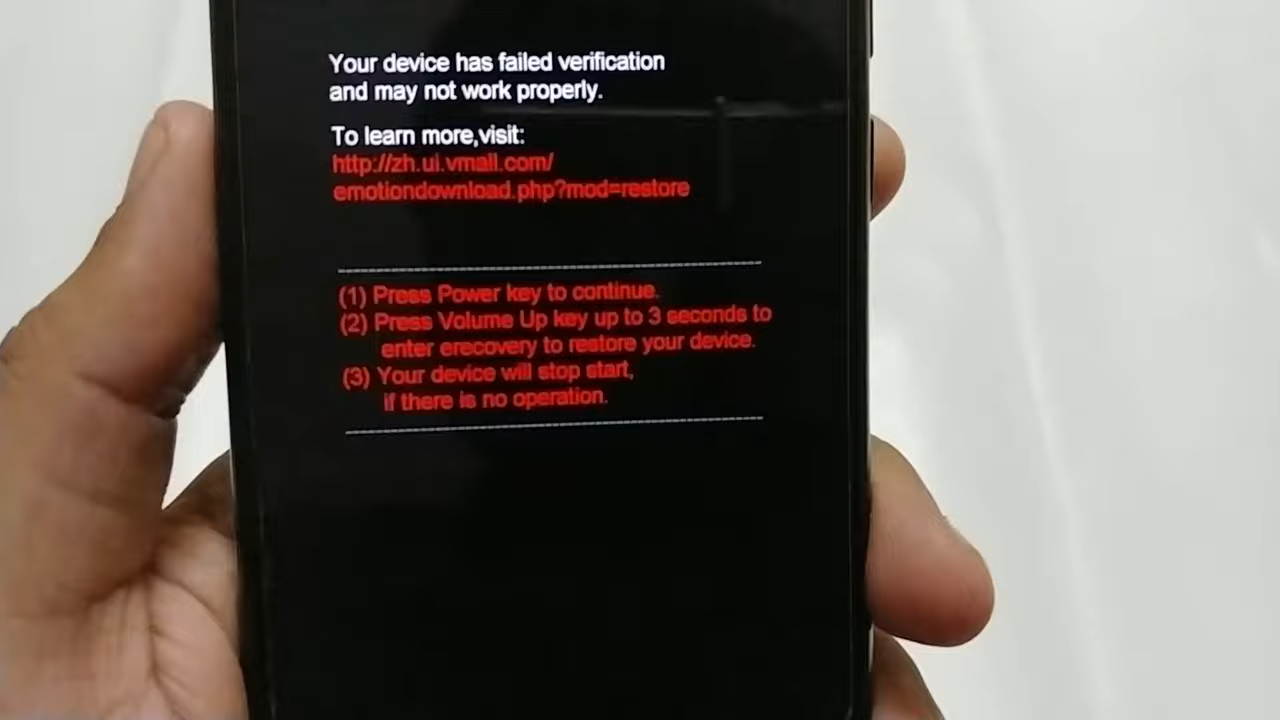 Your device has failed verification
and may not work properly.
To learn more,visit:
http://zh.ui.vmall.com/
emotiondownload.php?mod=restore
(1) Press Power key to continue.
(2) Press Volume Up key up to 3 seconds to
enter erecovery to restore your device.
(3) Your device will stop start,
if there is no operation.